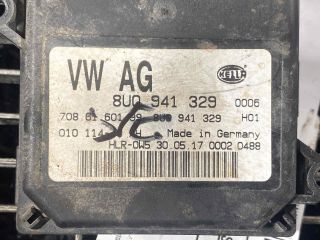 VW AG
HELLA
8U0 941 329 0006
708.61.601-99 8U0 941 329 H01
010 114 Made in Germany
HLR-0W5 30.05.17 0002 0488